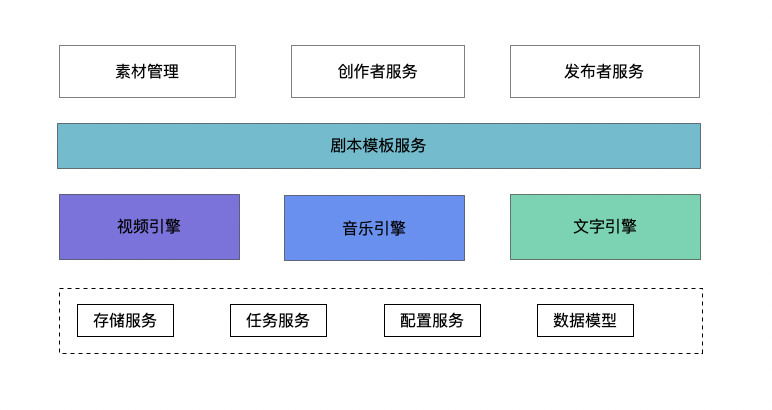 素材管理
创作者服务
发布者服务
剧本模板服务
视频引擎
音乐引擎
文字引擎
存储服务
任务服务
配置服务
数据模型